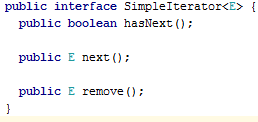 public interface SimpleIterator<E> {
public boolean hasNext();
public E next();
public E remove();
}